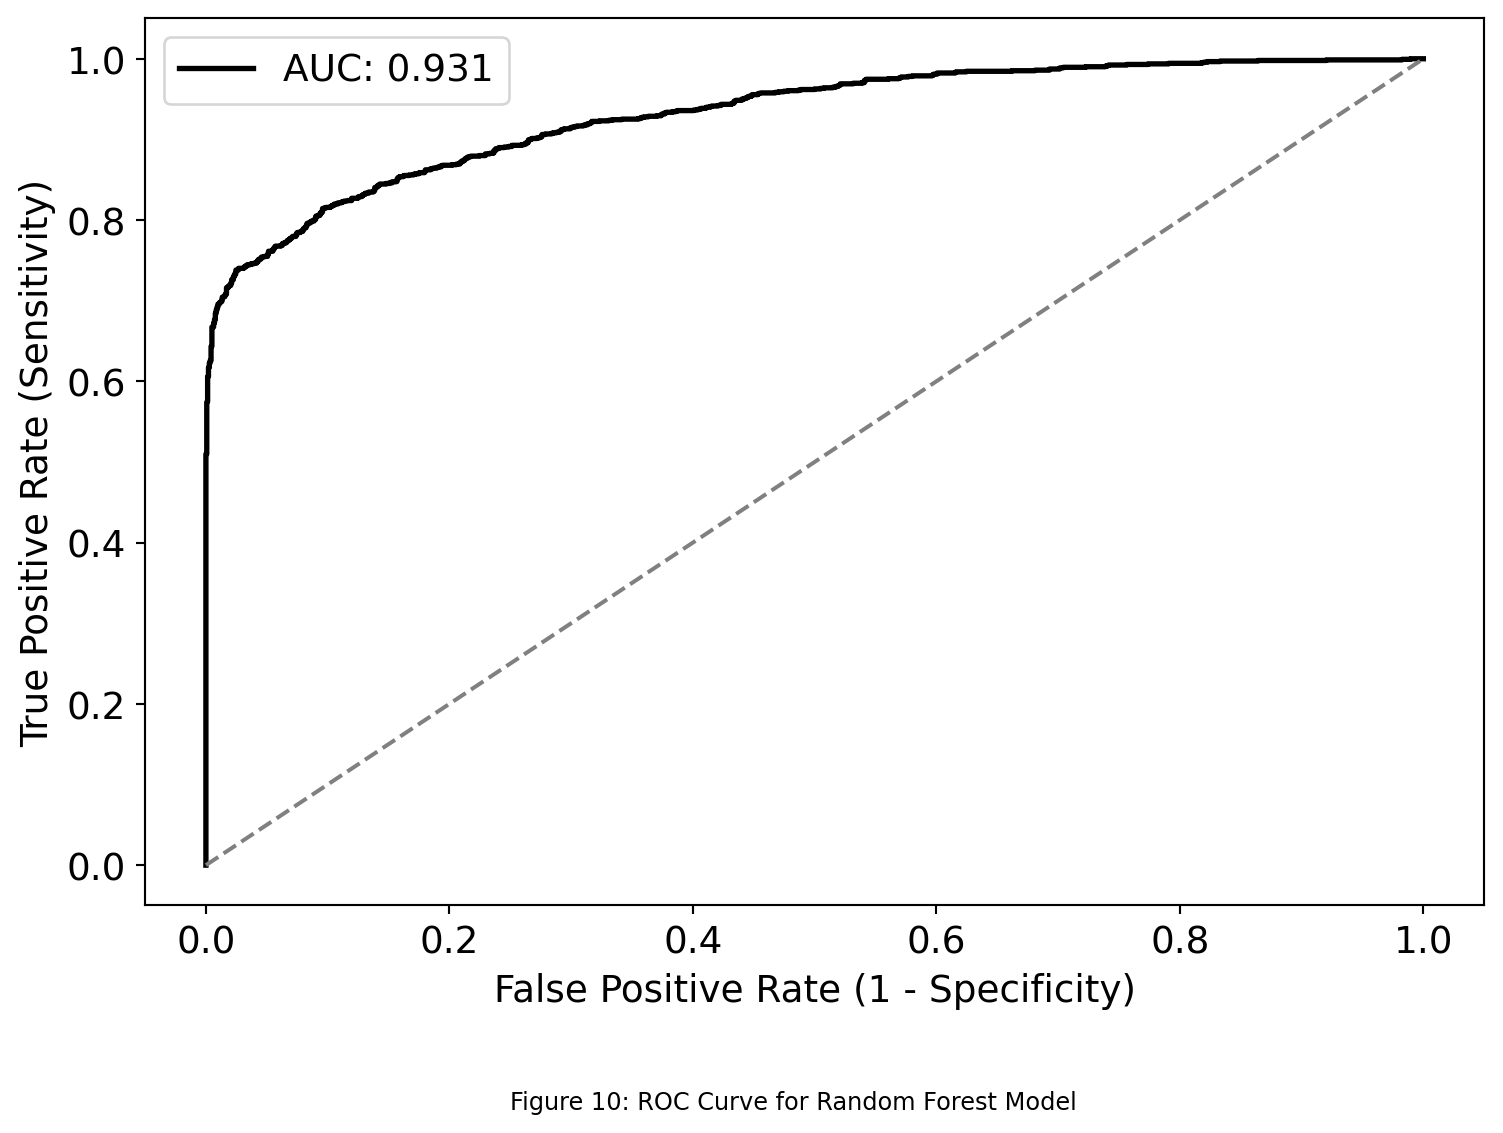 AUC: 0.931
True Positive Rate (Sensitivity)
1.0
0.8
0.6
0.4
0.2
0.0
0.0 0.2 0.4 0.6 0.8 1.0
False Positive Rate (1 - Specificity)
Figure 10: ROC Curve for Random Forest Model